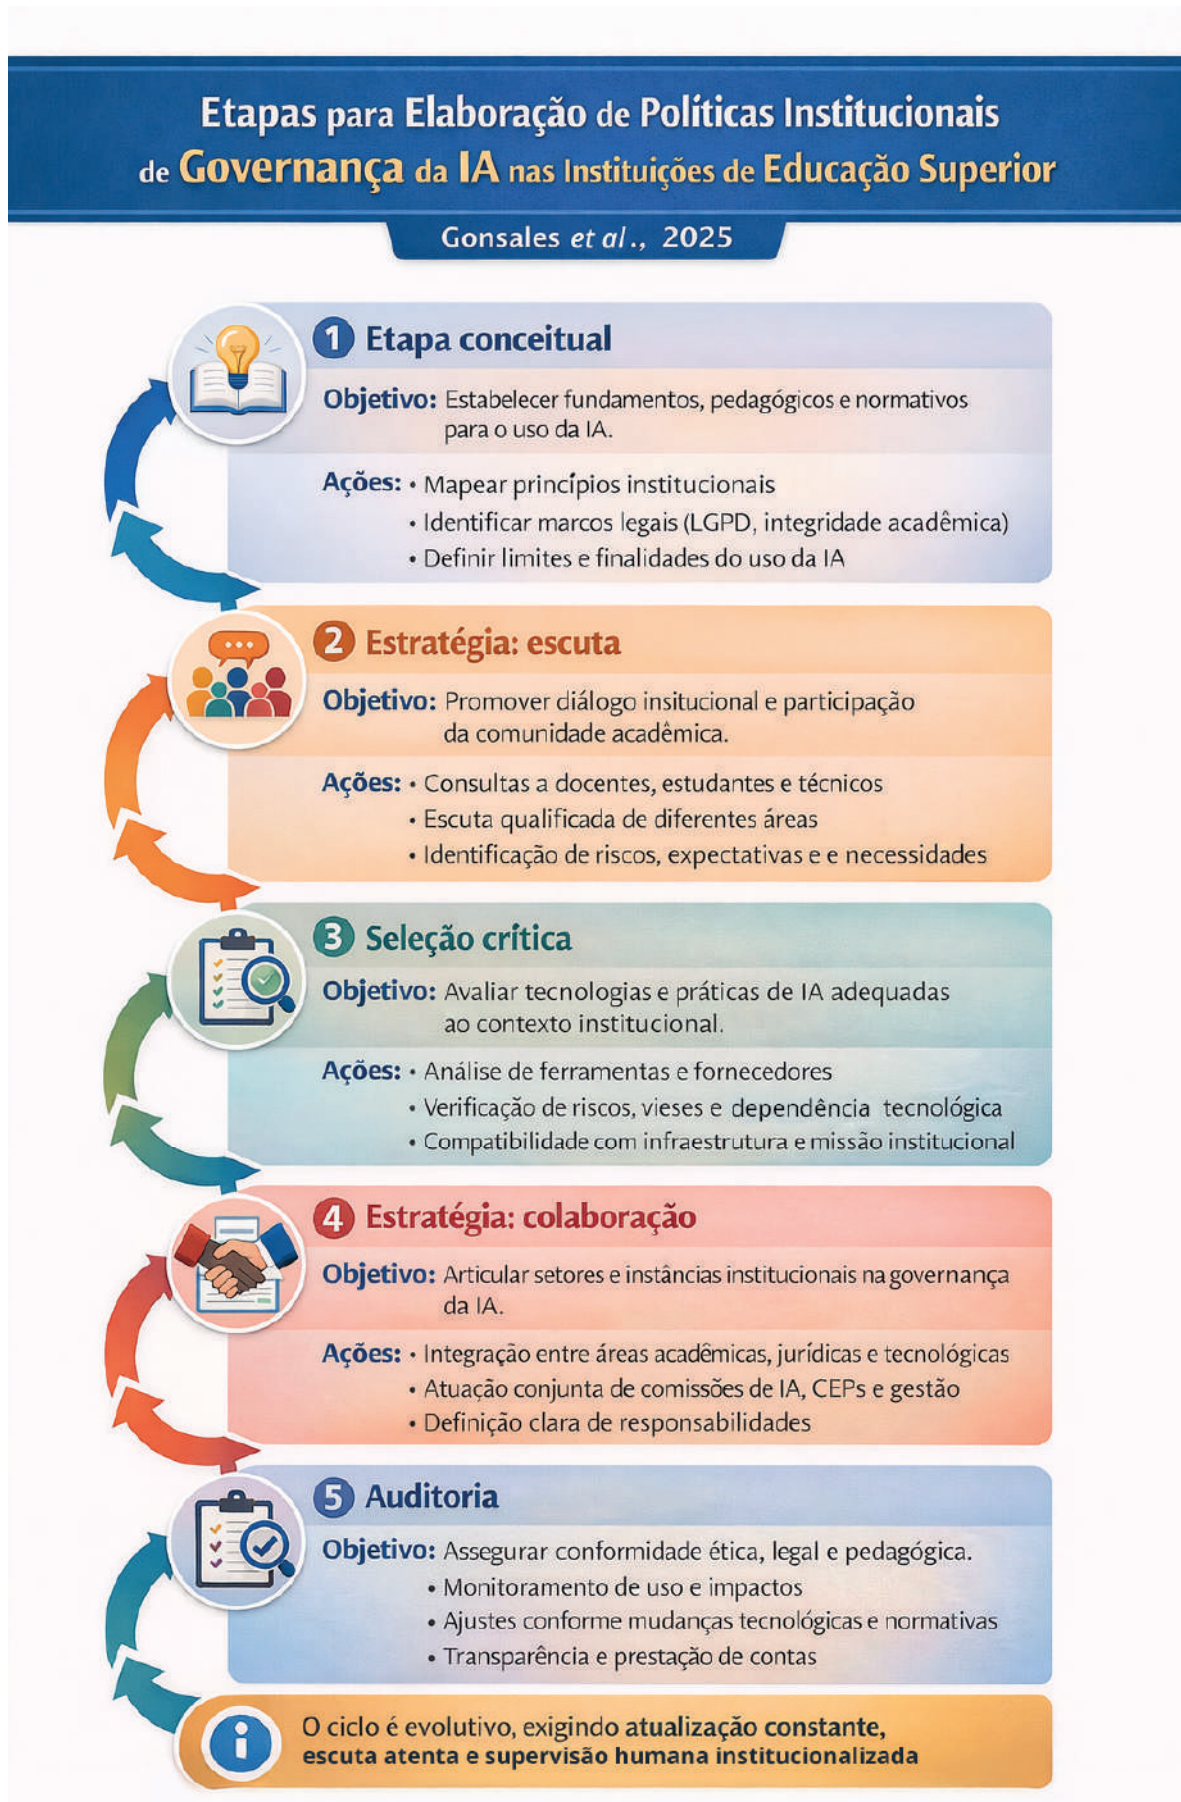 Etapas para Elaboração de Políticas Institucionais
de Governança da IA nas Instituições de Educação Superior
Gonsales et al., 2025
1 Etapa conceitual
Objetivo: Estabelecer fundamentos, pedagógicos e normativos
para o uso da IA.
Ações: • Mapear princípios institucionais
• Identificar marcos legais (LGPD, integridade acadêmica)
• Definir limites e finalidades do uso da IA
2 Estratégia: escuta
Objetivo: Promover diálogo insitucional e participação
da comunidade acadêmica.
Ações: • Consultas a docentes, estudantes e técnicos
• Escuta qualificada de diferentes áreas
• Identificação de riscos, expectativas e e necessidades
3 Seleção crítica
Objetivo: Avaliar tecnologias e práticas de IA adequadas
ao contexto institucional.
Ações: • Análise de ferramentas e fornecedores
• Verificação de riscos, vieses e dependência tecnológica
• Compatibilidade com infraestrutura e missão institucional
4 Estratégia: colaboração
Objetivo: Articular setores e instâncias institucionais na governança
da IA.
Ações: • Integração entre áreas acadêmicas, jurídicas e tecnológicas
• Atuação conjunta de comissões de IA, CEPs e gestão
• Definição clara de responsabilidades
5 Auditoria
Objetivo: Assegurar conformidade ética, legal e pedagógica.
• Monitoramento de uso e impactos
• Ajustes conforme mudanças tecnológicas e normativas
• Transparência e prestação de contas
O ciclo é evolutivo, exigindo atualização constante,
escuta atenta e supervisão humana institucionalizada